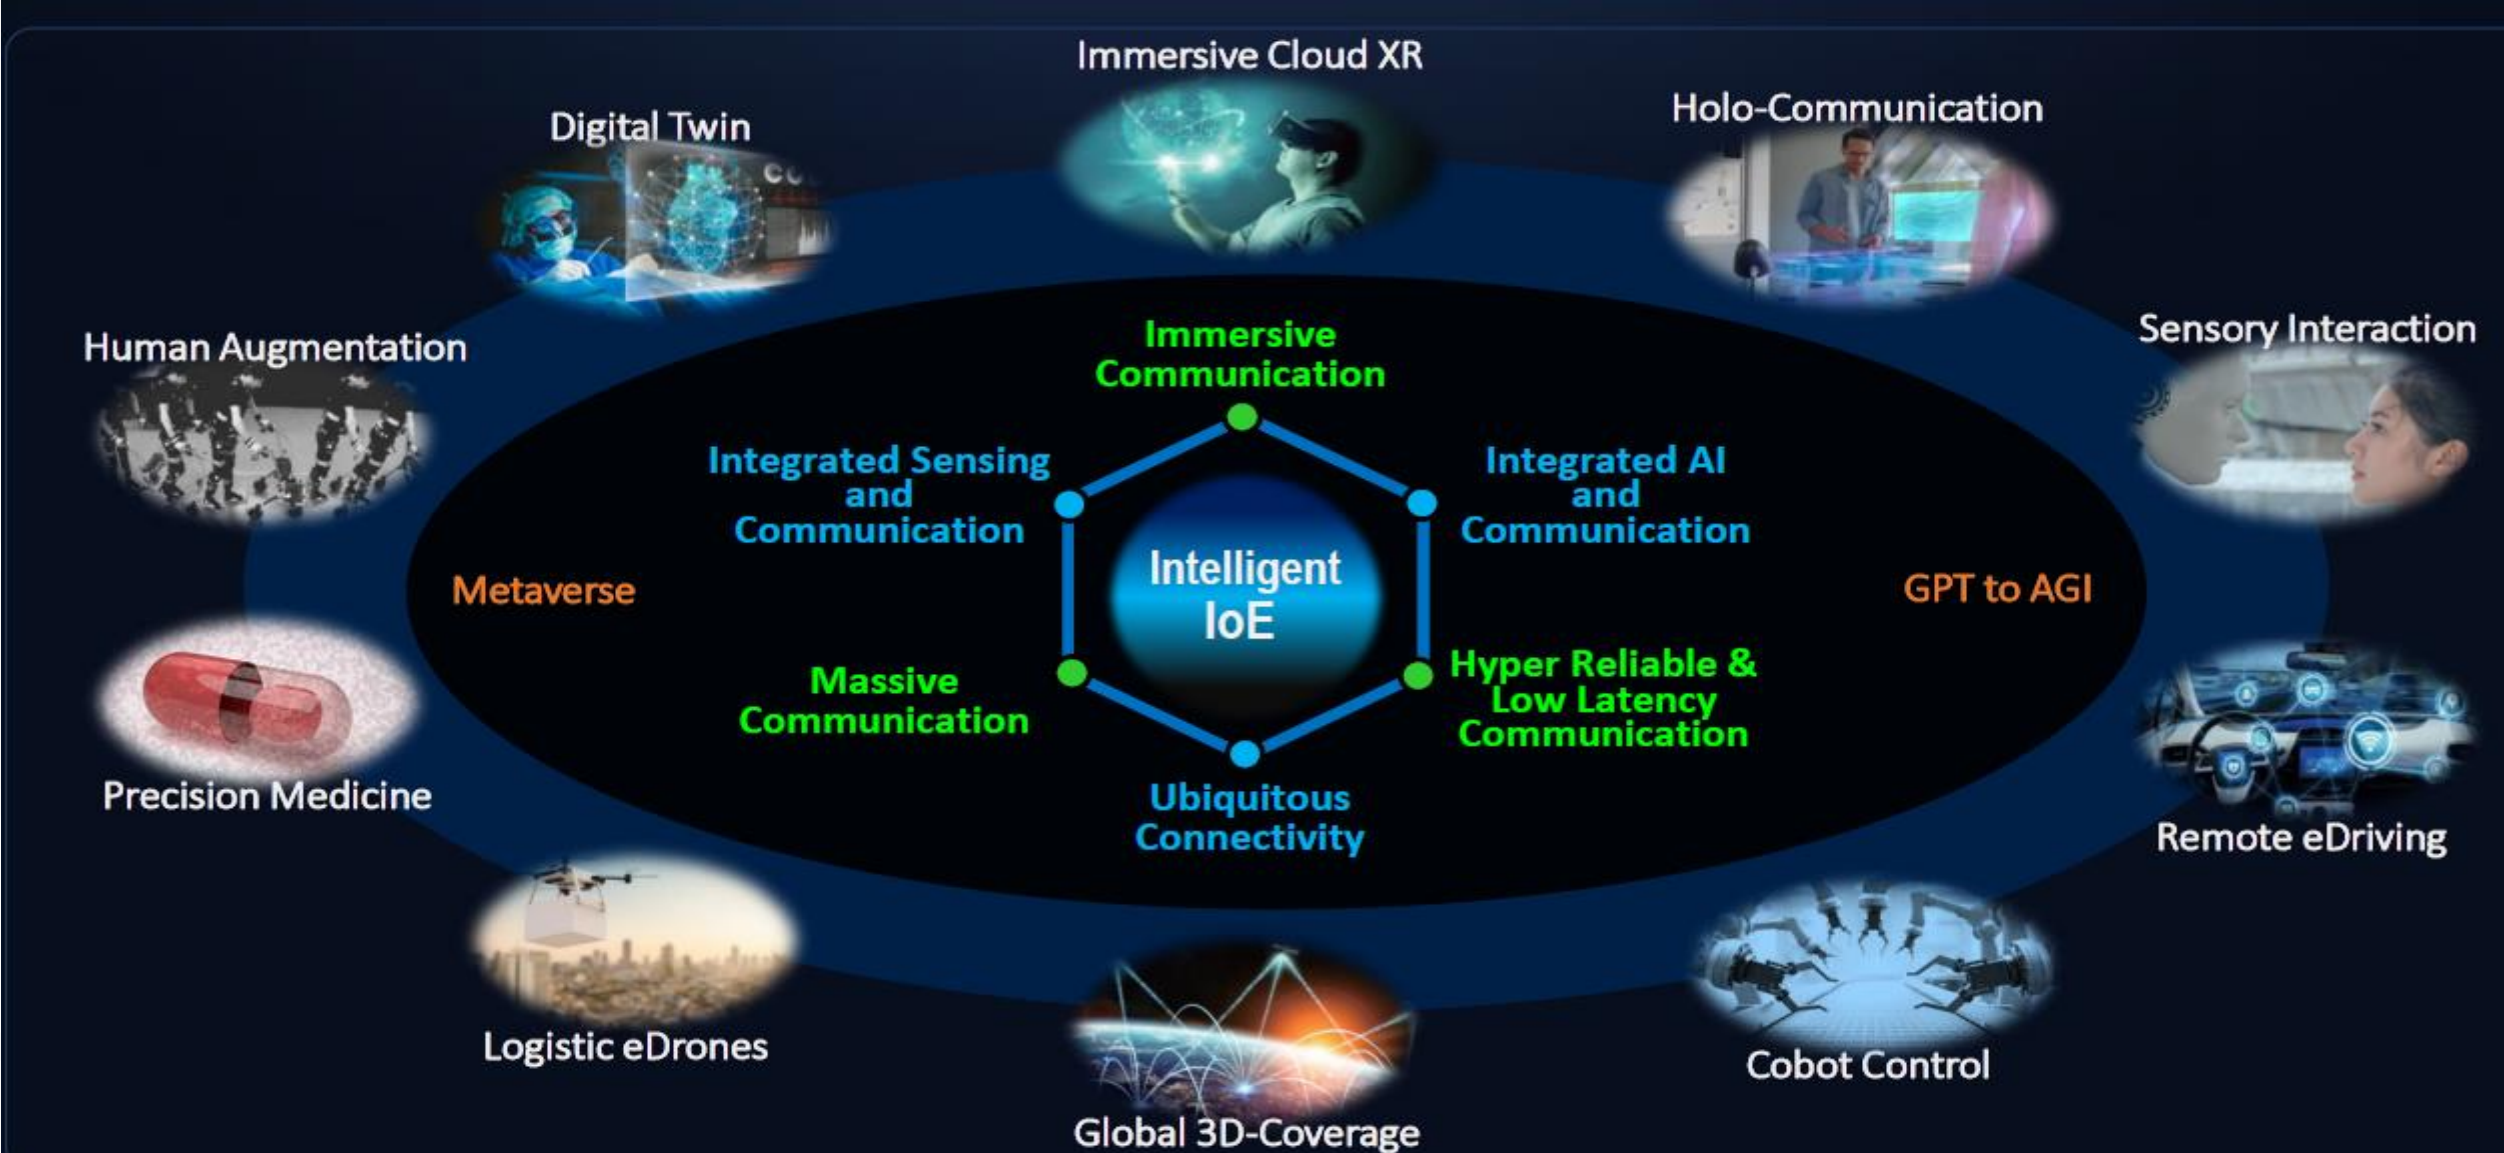 Immersive Cloud XR
Holo-Communication
Digital Twin
Sensory Interaction
Human Augmentation
Immersive
Communication
Integrated Sensing
and
Communication
Integrated AI
and
Communication
Intelligent
IoE
Metaverse
GPT to AGI
Massive
Communication
Hyper Reliable &
Low Latency
Communication
Ubiquitous
Connectivity
Precision Medicine
Remote eDriving
Logistic eDrones
Cobot Control
Global 3D-Coverage